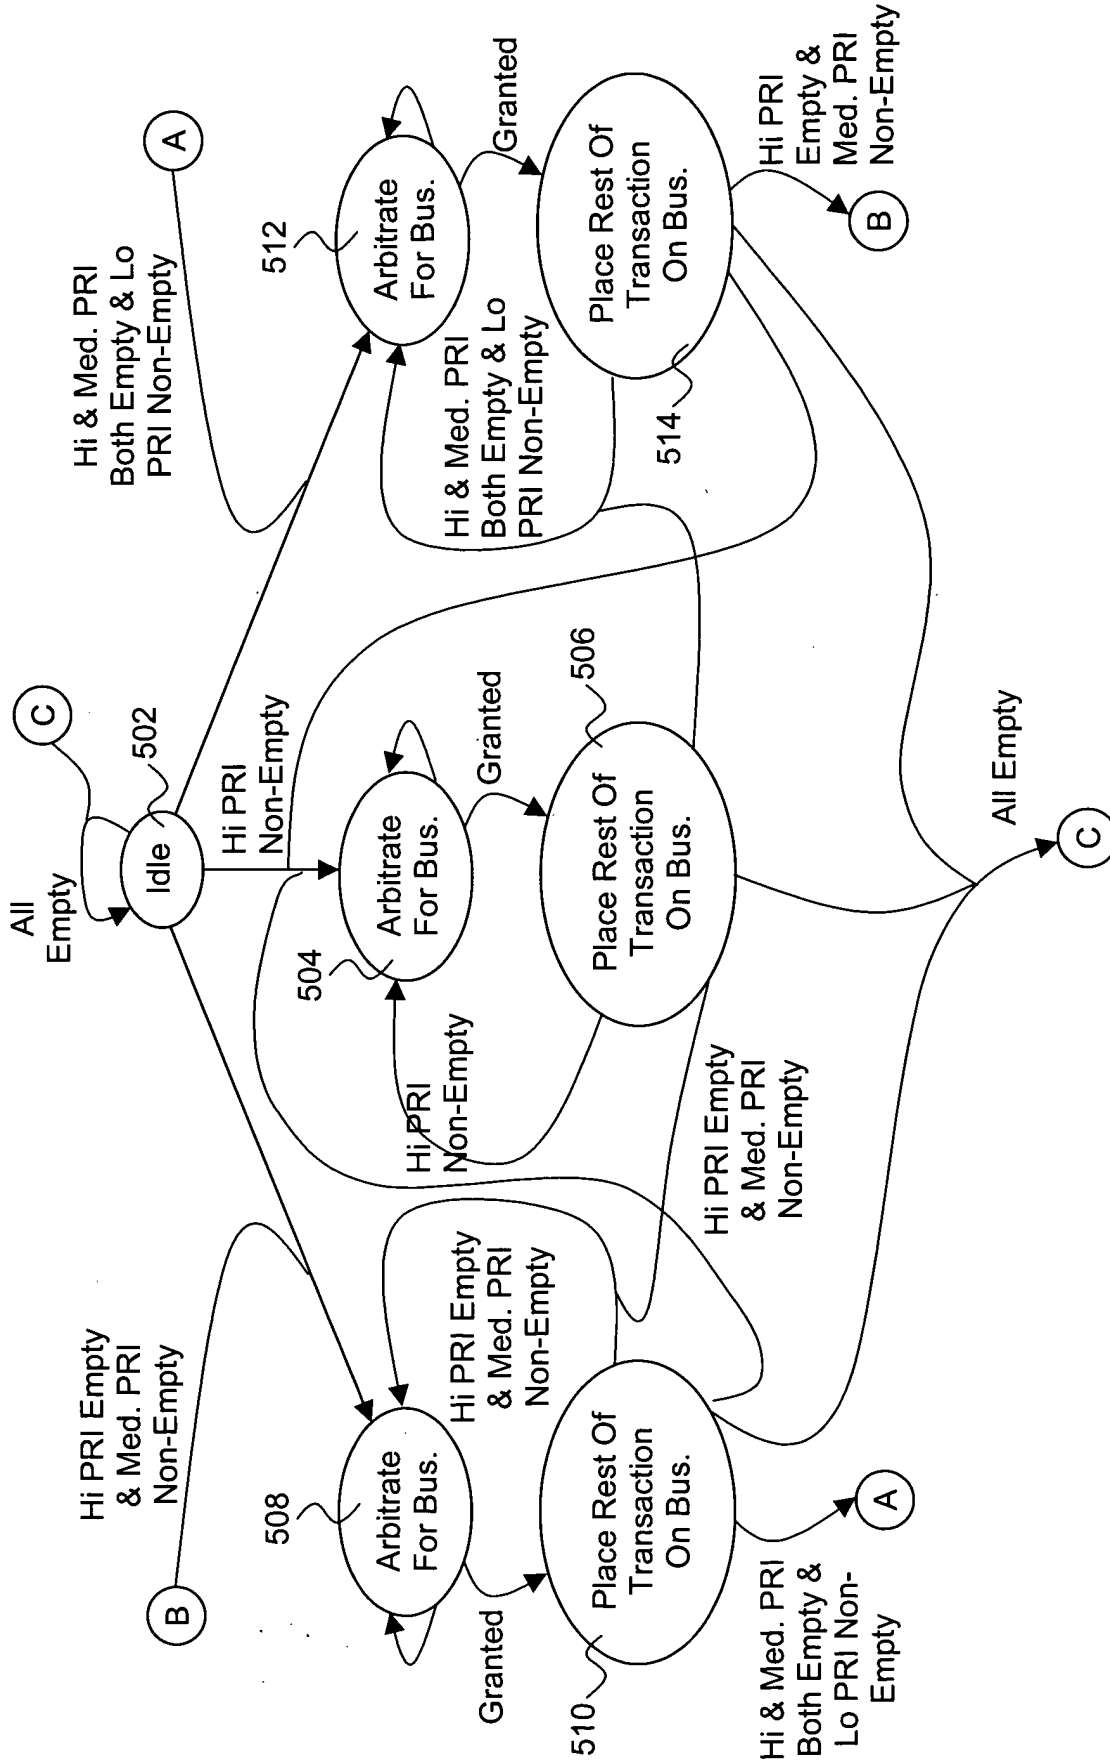 All
Empty
C
Idle
502
Hi PRI Empty
& Med. PRI
Non-Empty
B
Hi PRI
Non-Empty
Hi & Med. PRI
Both Empty & Lo
PRI Non-Empty
A
508
Arbitrate
For Bus.
504
Arbitrate
For Bus.
512
Arbitrate
For Bus.
Granted
Hi PRI Empty
& Med. PRI
Non-Empty
Hi PRI
Non-Empty
Granted
Hi & Med. PRI
Both Empty & Lo
PRI Non-Empty
Granted
510
Place Rest Of
Transaction
On Bus.
506
Place Rest Of
Transaction
On Bus.
514
Place Rest Of
Transaction
On Bus.
Hi & Med. PRI
Both Empty &
Lo PRI Non-
Empty
A
Hi PRI Empty
& Med. PRI
Non-Empty
Hi PRI
Empty &
Med. PRI
Non-Empty
B
All Empty
C